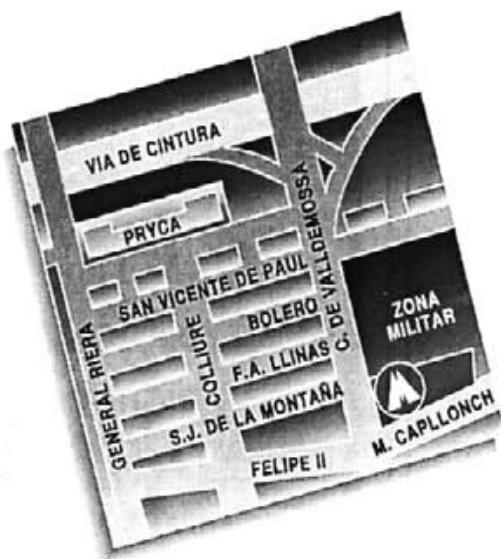 VIA DE CINTURA
PRYCA
SAN VICENTE DE PAUL
BOLERO
F.A. LLINAS
S.J. DE LA MONTAÑA
FELIPE II
GENERAL RIERA
COLLIURE
C. DE VALLDEMOSSA
ZONA
MILITAR
M. CAPLLONCH